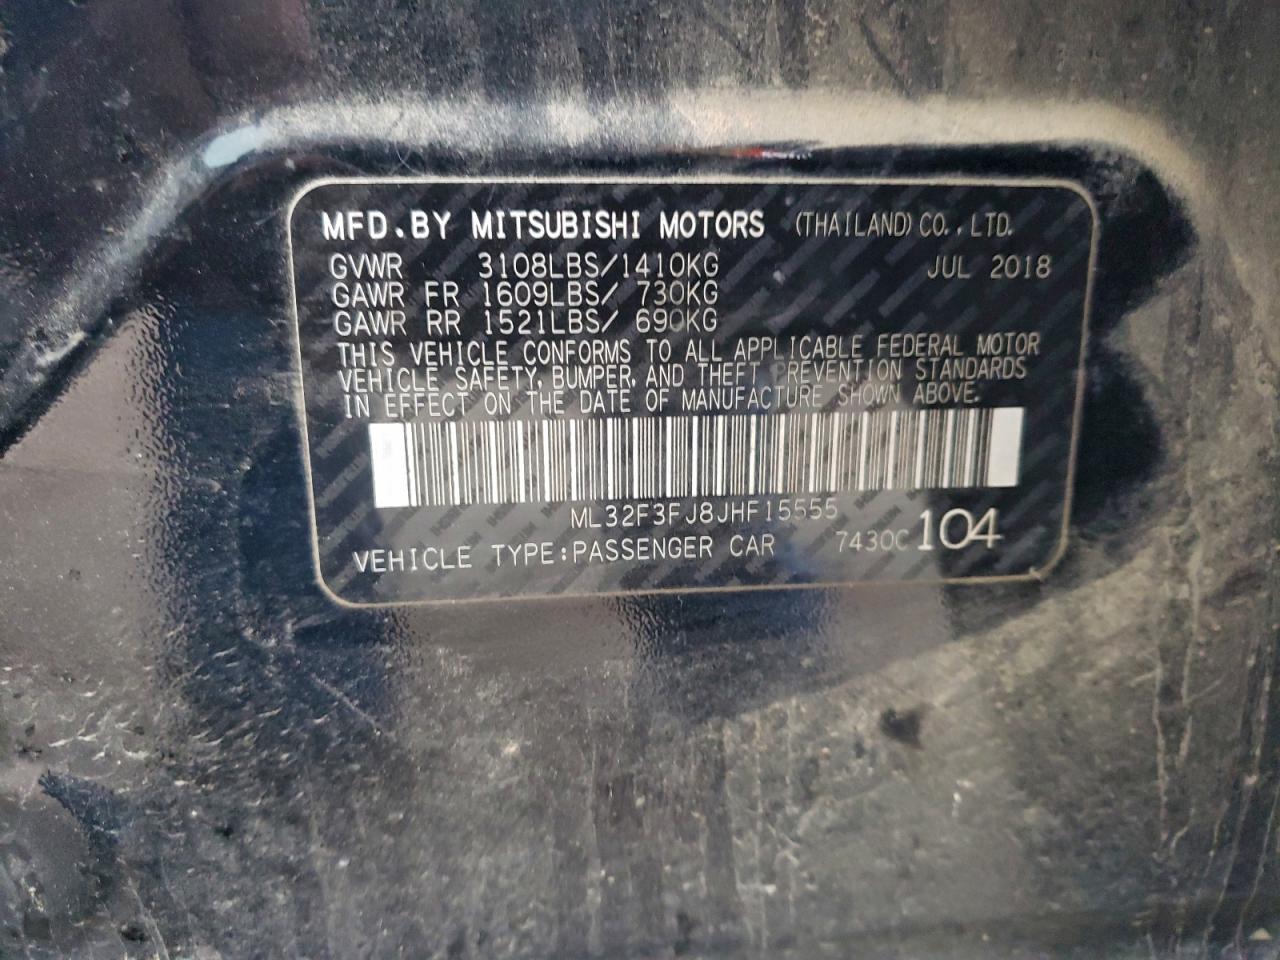 MFD.BY MITSUBISHI MOTORS (THAILAND) CO., LTD.
GVWR 3108LBS/1410KG JUL 2018
GAWR FR 1609LBS/ 730KG
GAWR RR 1521LBS/ 690KG
THIS VEHICLE CONFORMS TO ALL APPLICABLE FEDERAL MOTOR
VEHICLE SAFETY, BUMPER, AND THEFT PREVENTION STANDARDS
IN EFFECT ON THE DATE OF MANUFACTURE SHOWN ABOVE.
ML32F3FJ8JHF15555
VEHICLE TYPE:PASSENGER CAR 7430C 104